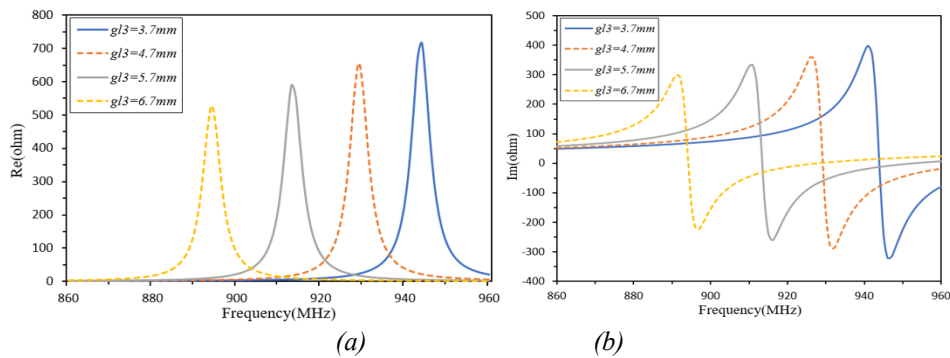 Re(ohm)
800
700
600
500
400
300
200
100
0
gl3=3.7mm
gl3=4.7mm
gl3=5.7mm
gl3=6.7mm
860 880 900 920 940 960
Frequency(MHz)
(a)
Im(ohm)
500
400
300
200
100
0
-100
-200
-300
-400
gl3=3.7mm
gl3=4.7mm
gl3=5.7mm
gl3=6.7mm
860 880 900 920 940 960
Frequency(MHz)
(b)